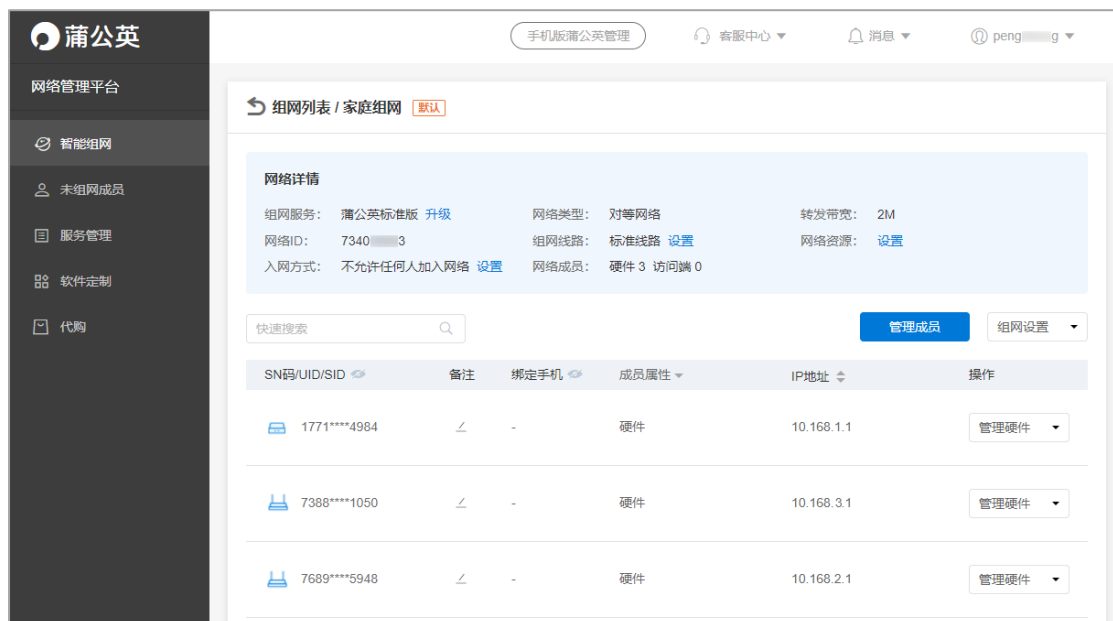 蒲公英 手机版蒲公英管理 客服中心 消息 peng g
网络管理平台
组网列表 / 家庭组网 默认
智能组网
未组网成员
服务管理
软件定制
代购
网络详情
组网服务： 蒲公英标准版 升级 网络类型： 对等网络 转发带宽： 2M
网络ID： 7340 3 组网线路： 标准线路 设置 网络资源： 设置
入网方式： 不允许任何人加入网络 设置 网络成员： 硬件 3 访问端 0
快速搜索 管理成员 组网设置
SN码/UID/SID 备注 绑定手机 成员属性 IP地址 操作
1771****4984 - 硬件 10.168.1.1 管理硬件
7388****1050 - 硬件 10.168.3.1 管理硬件
7689****5948 - 硬件 10.168.2.1 管理硬件